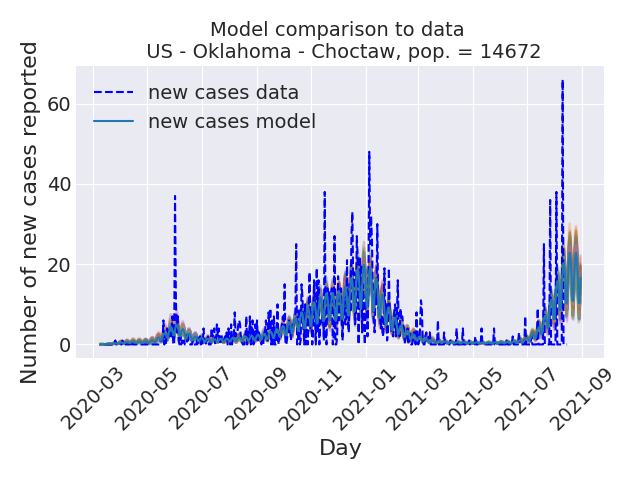 Model comparison to data
US - Oklahoma - Choctaw, pop. = 14672
Number of new cases reported
60
40
20
0
new cases data
new cases model
2020-03
2020-05
2020-07
2020-09
2020-11
2021-01
2021-03
2021-05
2021-07
2021-09
Day